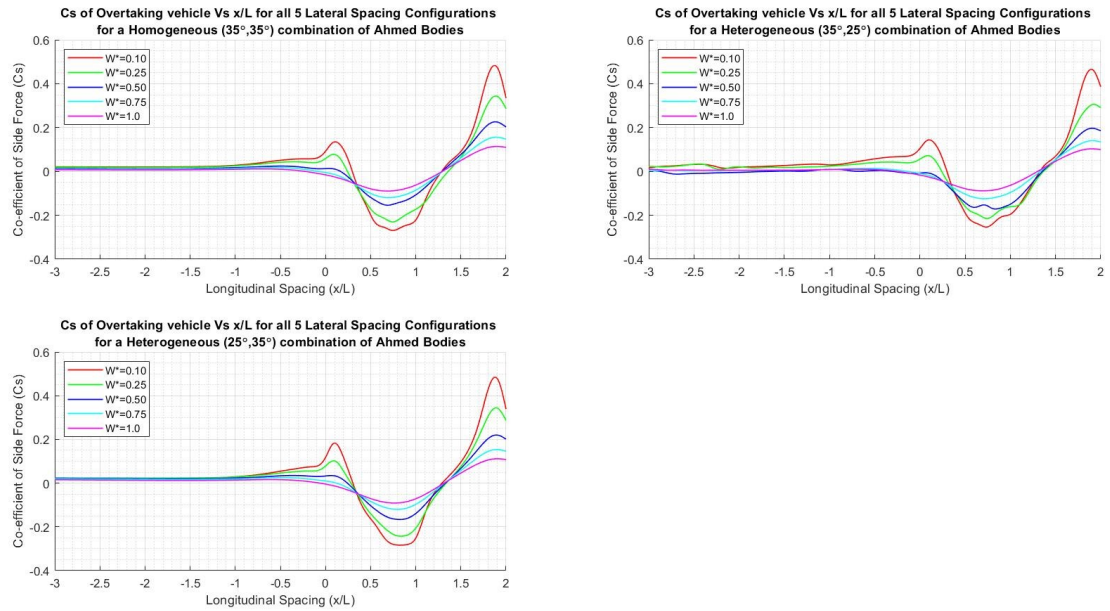 Cs of Overtaking vehicle Vs x/L for all 5 Lateral Spacing Configurations
for a Homogeneous (35°,35°) combination of Ahmed Bodies
0.6
0.4
0.2
0
-0.2
-0.4
Co-efficient of Side Force (Cs)
W*=0.10
W*=0.25
W*=0.50
W*=0.75
W*=1.0
-3 -2.5 -2 -1.5 -1 -0.5 0 0.5 1 1.5 2
Longitudinal Spacing (x/L)
Cs of Overtaking vehicle Vs x/L for all 5 Lateral Spacing Configurations
for a Heterogeneous (35°,25°) combination of Ahmed Bodies
0.6
0.4
0.2
0
-0.2
-0.4
Co-efficient of Side Force (Cs)
W*=0.10
W*=0.25
W*=0.50
W*=0.75
W*=1.0
-3 -2.5 -2 -1.5 -1 -0.5 0 0.5 1 1.5 2
Longitudinal Spacing (x/L)
Cs of Overtaking vehicle Vs x/L for all 5 Lateral Spacing Configurations
for a Heterogeneous (25°,35°) combination of Ahmed Bodies
0.6
0.4
0.2
0
-0.2
-0.4
Co-efficient of Side Force (Cs)
W*=0.10
W*=0.25
W*=0.50
W*=0.75
W*=1.0
-3 -2.5 -2 -1.5 -1 -0.5 0 0.5 1 1.5 2
Longitudinal Spacing (x/L)